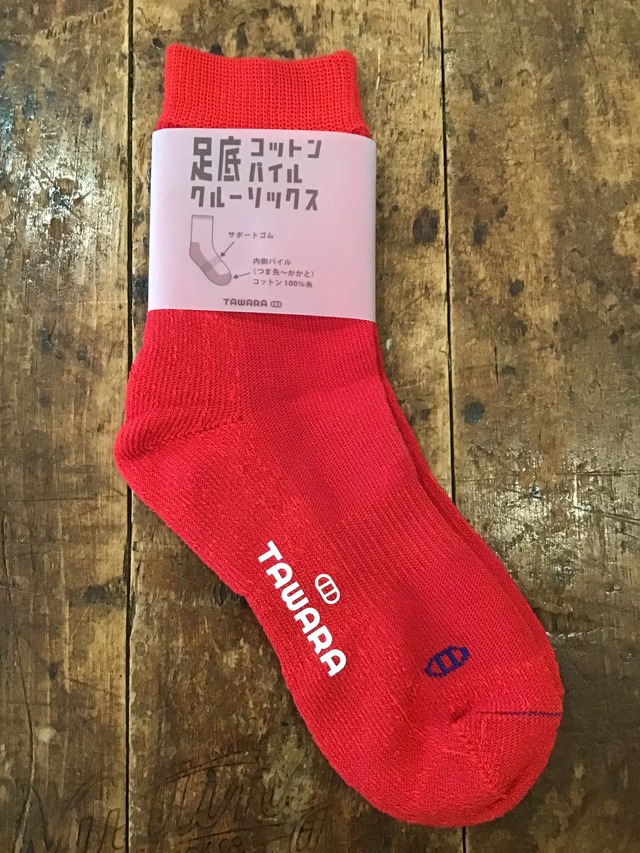 足底コットン
パイル
クルーソックス
サポートゴム
内側パイル
(つま先〜かかと)
コットン100%糸
TAWARA
TAWARA